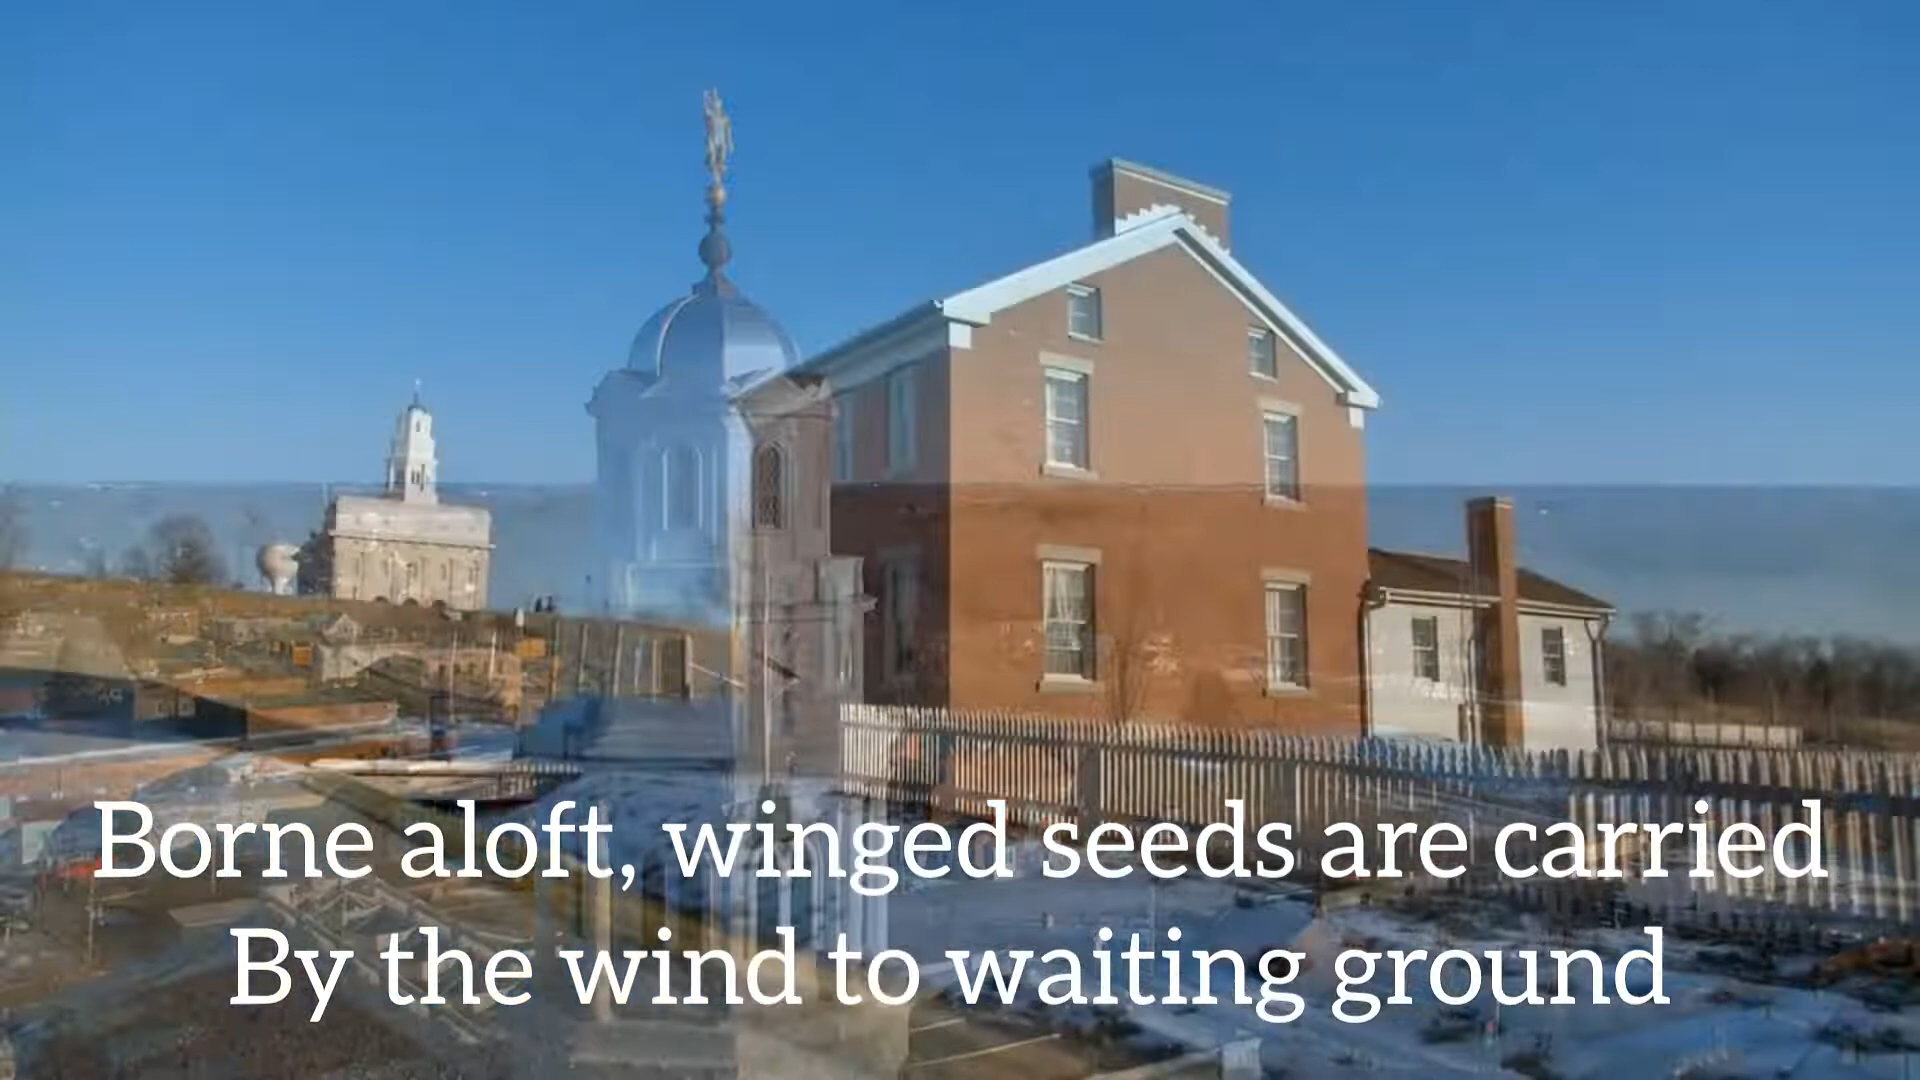 Borne aloft, winged seeds are carried
By the wind to waiting ground